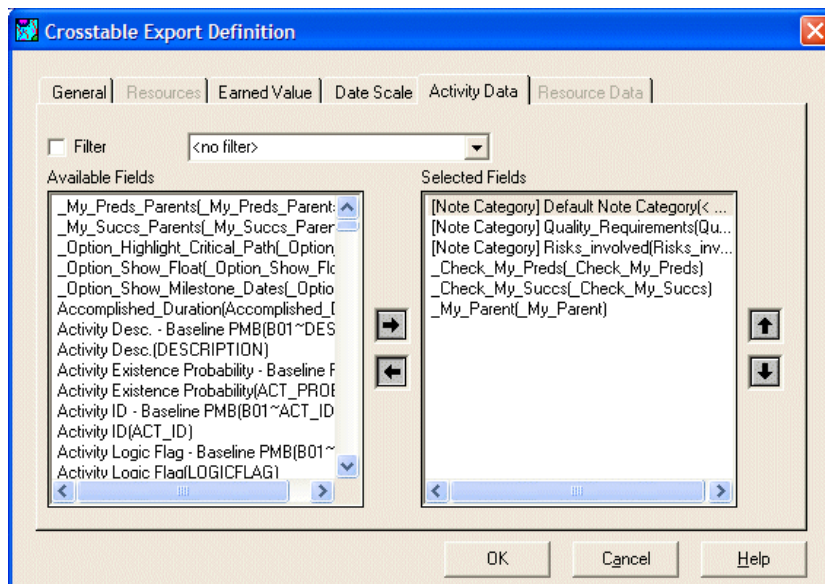 Crosstable Export Definition
General Resources Earned Value Date Scale Activity Data Resource Data
Filter <no filter>
Available Fields
_My_Preds_Parents(_My_Preds_Parent
_My_Succs_Parents(_My_Succs_Paren
_Option_Highlight_Critical_Path(_Option
_Option_Show_Float(_Option_Show_Flo
_Option_Show_Milestone_Dates(_Optio
Accomplished_Duration(Accomplished_D
Activity Desc. - Baseline PMB(B01~DES
Activity Desc.(DESCRIPTION)
Activity Existence Probability - Baseline P
Activity Existence Probability(ACT_PROB
Activity ID - Baseline PMB(B01~ACT_ID
Activity ID(ACT_ID)
Activity Logic Flag - Baseline PMB(B01~
Activity Logic Flag(LOGICFLAG)
Selected Fields
[Note Category] Default Note Category(< ...
[Note Category] Quality_Requirements(Qu...
[Note Category] Risks_involved(Risks_inv...
_Check_My_Preds(_Check_My_Preds)
_Check_My_Succs(_Check_My_Succs)
_My_Parent(_My_Parent)
OK Cancel Help